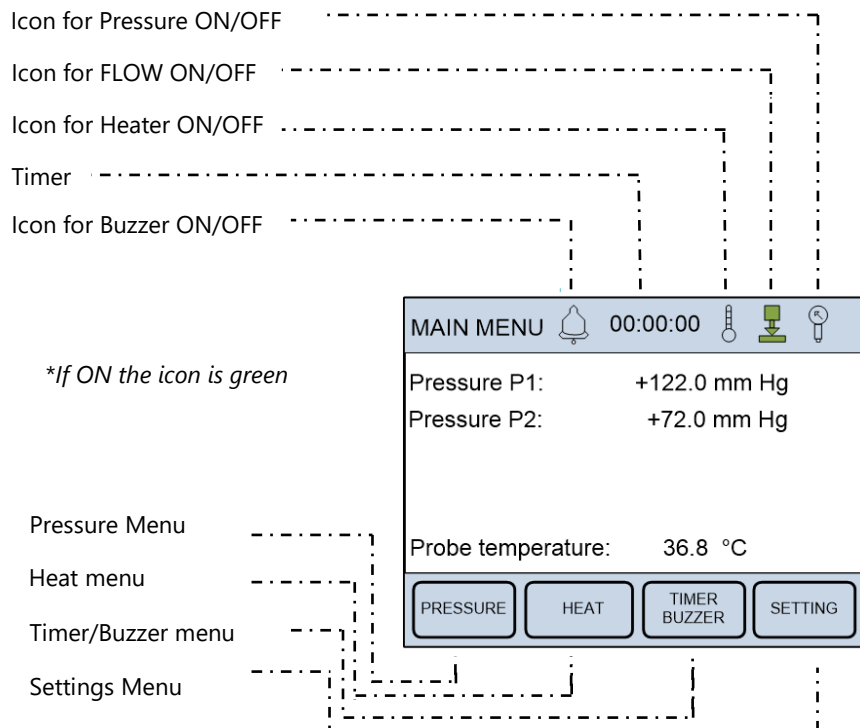 Icon for Pressure ON/OFF
Icon for FLOW ON/OFF
Icon for Heater ON/OFF
Timer
Icon for Buzzer ON/OFF
MAIN MENU 00:00:00
*If ON the icon is green
Pressure P1: +122.0 mm Hg
Pressure P2: +72.0 mm Hg
Probe temperature: 36.8 °C
PRESSURE HEAT TIMER BUZZER SETTING
Pressure Menu
Heat menu
Timer/Buzzer menu
Settings Menu